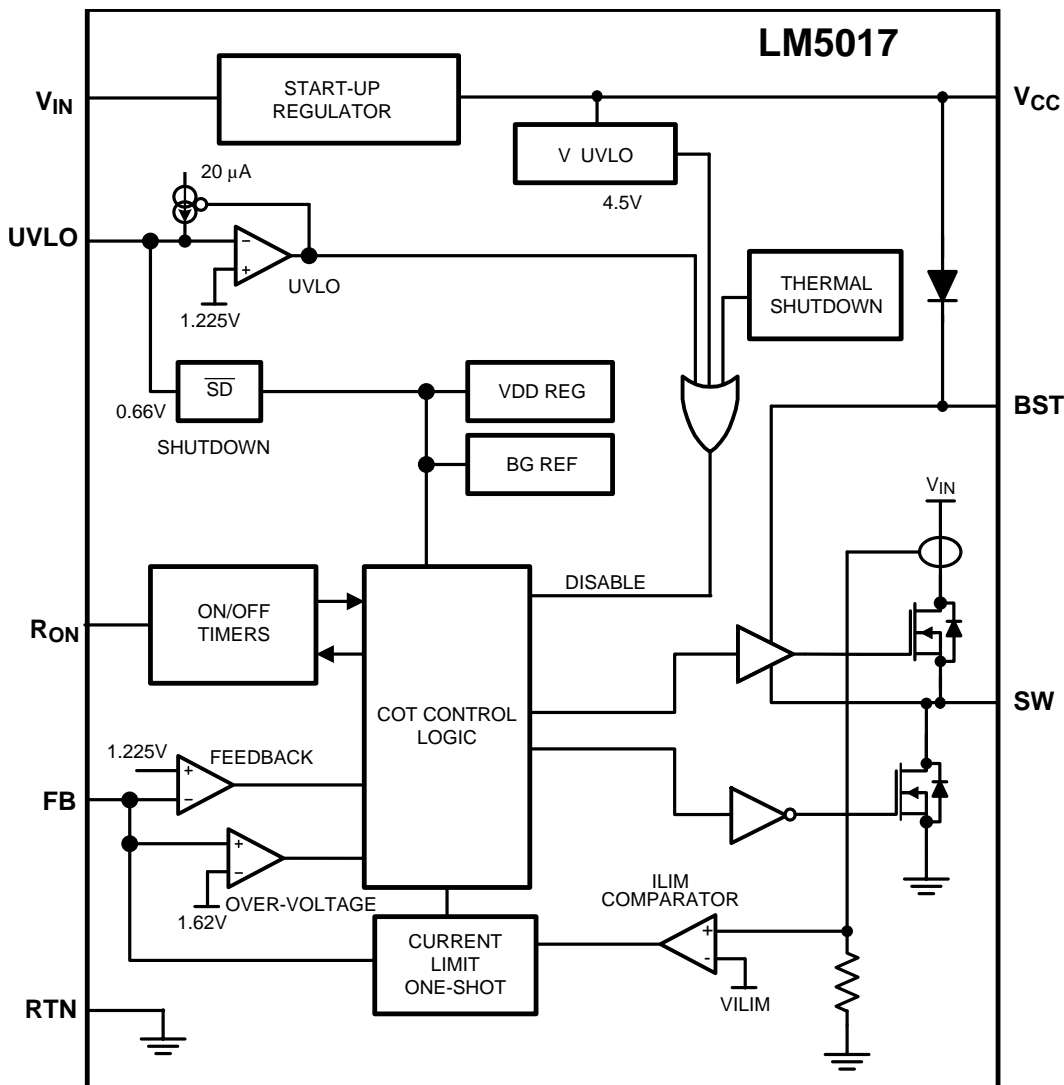 LM5017
VIN
START-UP
REGULATOR
VCC
V UVLO
4.5V
20 μA
UVLO
−
+
UVLO
1.225V
THERMAL
SHUTDOWN
SD
0.66V
SHUTDOWN
VDD REG
BG REF
BST
VIN
DISABLE
RON
ON/OFF
TIMERS
COT CONTROL
LOGIC
SW
1.225V
FEEDBACK
+
−
FB
+
−
1.62V
OVER-VOLTAGE
ILIM
COMPARATOR
+
-
VILIM
CURRENT
LIMIT
ONE-SHOT
RTN